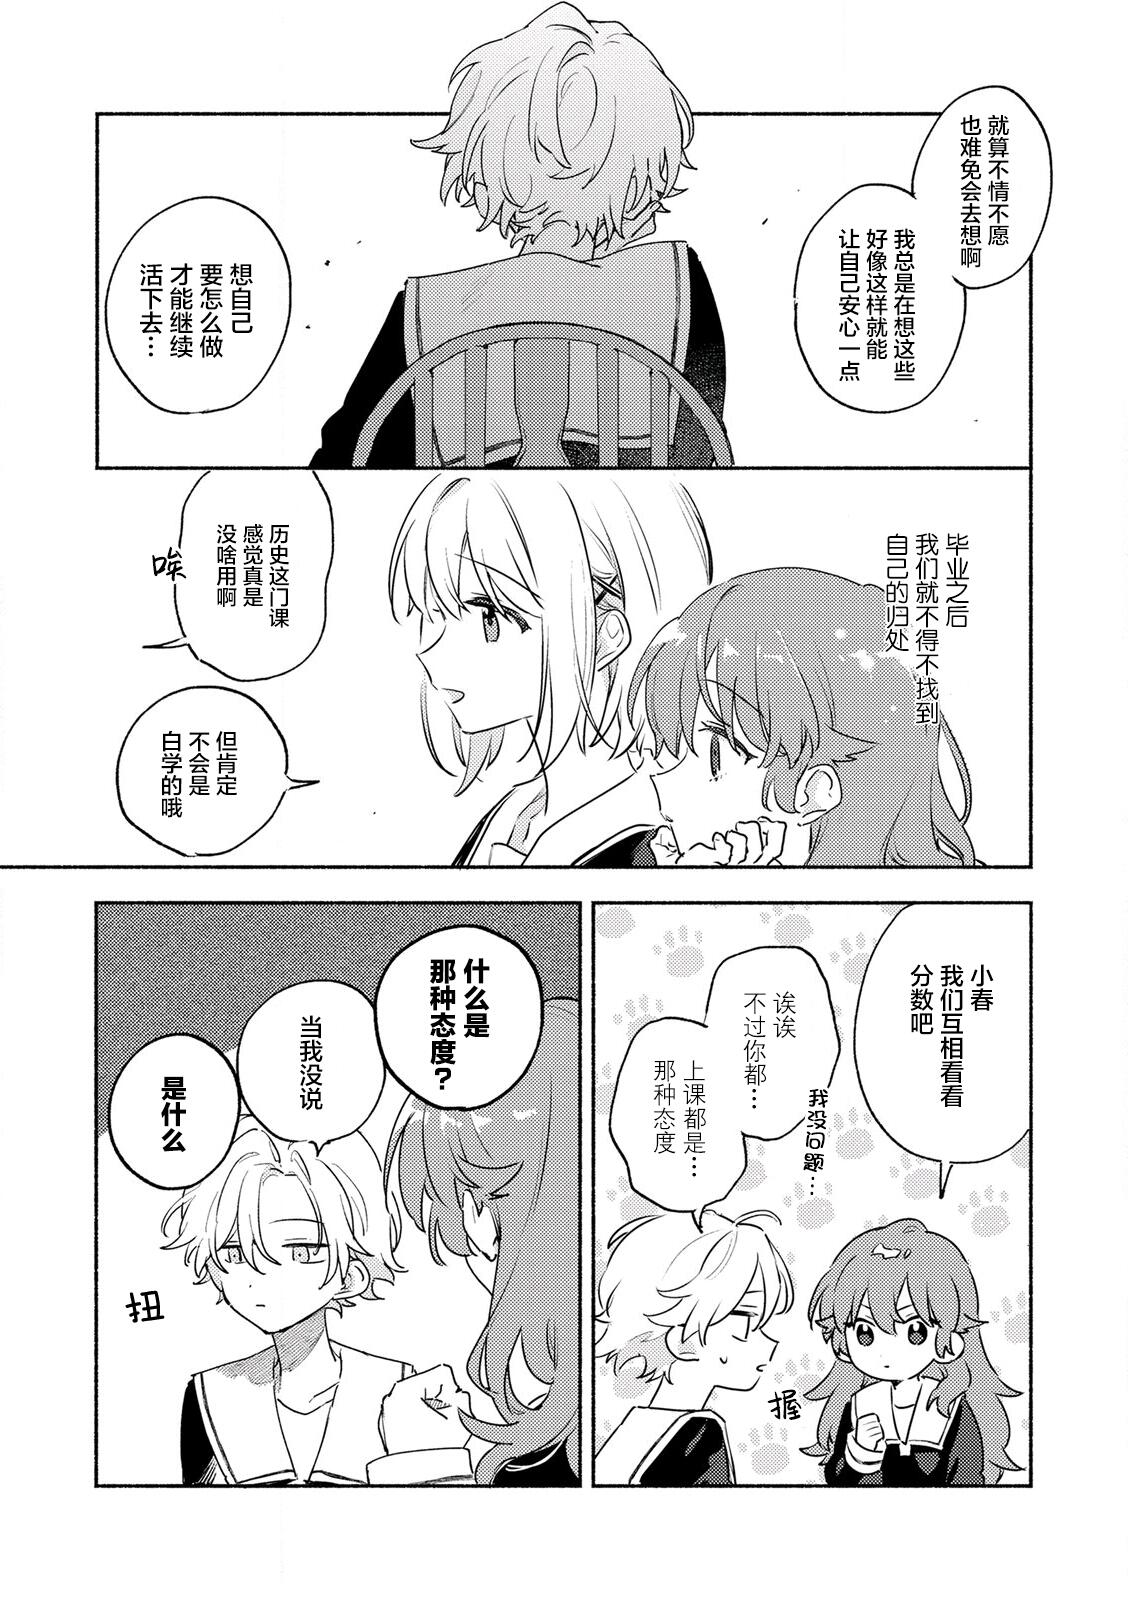 就算不情不愿
也难免会去想啊
我总是在想这些
好像这样就能
让自己安心一点
想自己
要怎么做
才能继续
活下去…
毕业之后
我们就不得不找到
自己的归处
历史这门课
感觉真是
没啥用啊
唉
但肯定
不会是
白学的哦
小春
我们互相看看
分数吧
我没问题…
诶诶
不过你都…
上课都是…
那种态度
握
什么是
那种态度？
当我没说
是什么
扭